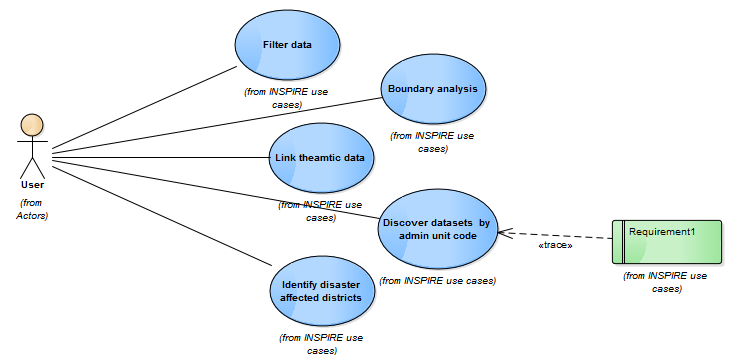 Filter data
(from INSPIRE use
cases)
Boundary analysis
(from INSPIRE use
cases)
User
(from
Actors)
Link theamtic data
(from INSPIRE use
cases)
Discover datasets by
admin unit code
(from INSPIRE use cases)
«trace»
Requirement1
(from INSPIRE use
cases)
Identify disaster
affected districts
(from INSPIRE use
cases)